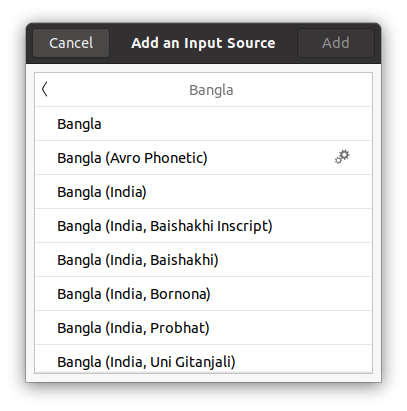 Cancel Add an Input Source Add
Bangla
Bangla
Bangla (Avro Phonetic)
Bangla (India)
Bangla (India, Baishakhi Inscript)
Bangla (India, Baishakhi)
Bangla (India, Bornona)
Bangla (India, Probhat)
Bangla (India, Uni Gitanjali)